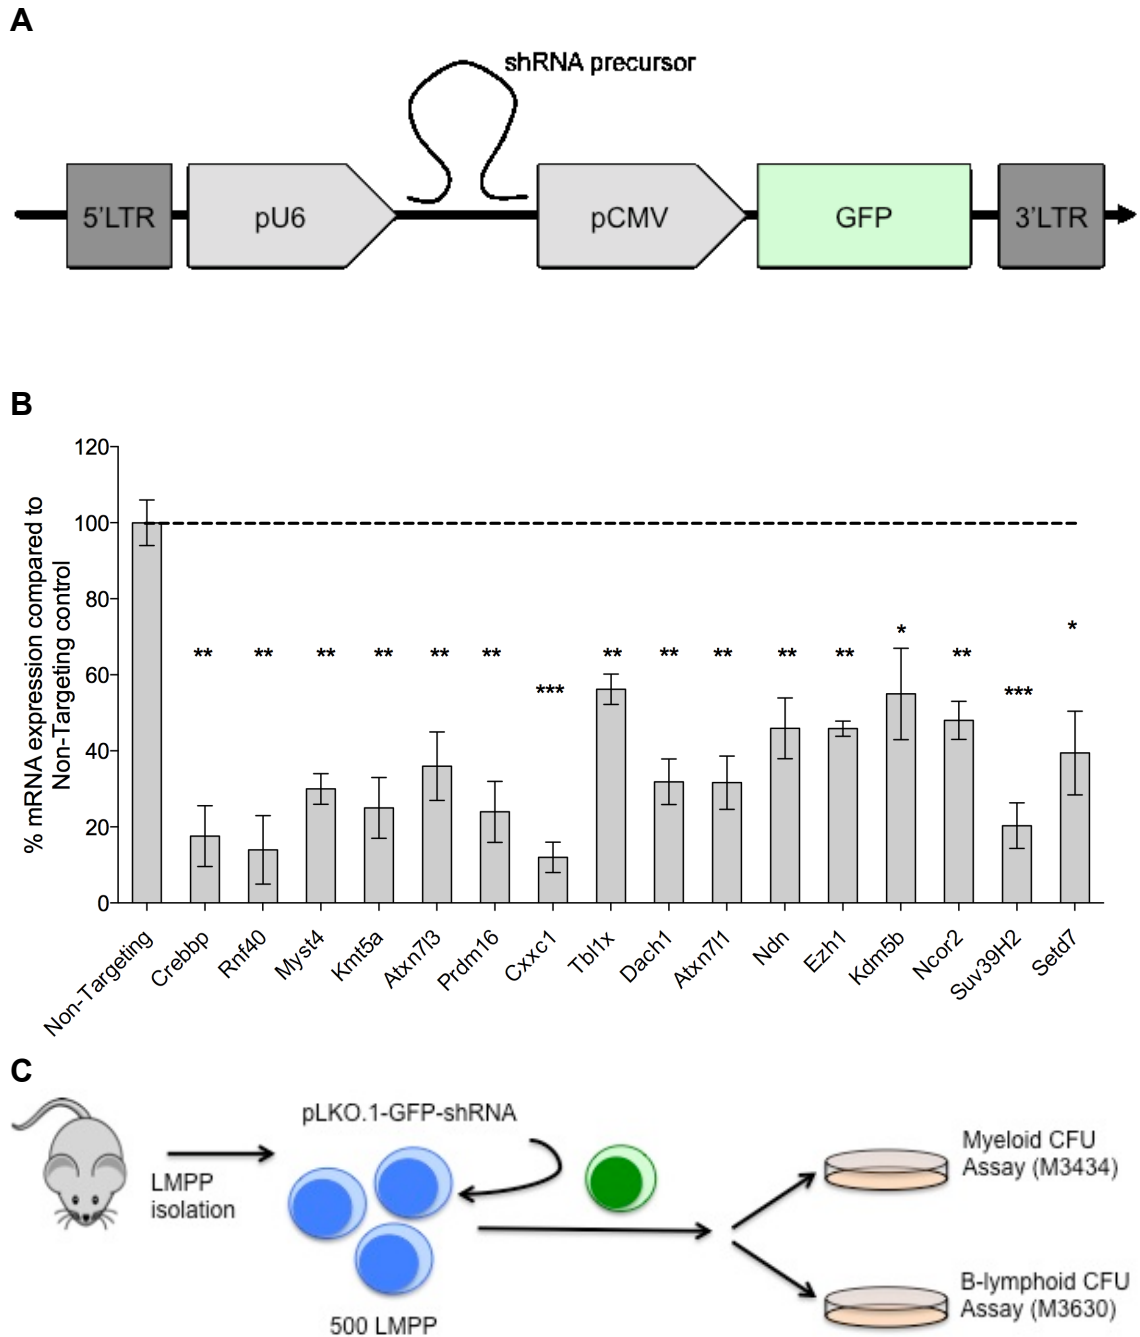 A
shRNA precursor
5'LTR
pU6
pCMV
GFP
3'LTR
B
% mRNA expression compared to
Non-Targeting control
120
100
80
60
40
20
0
** ** ** ** ** ** *** ** ** ** ** ** * ** *** *
Non-Targeting
Crebbp
Rnf40
Myst4
Kmt5a
Atxn7l3
Prdm16
Cxxc1
Tbl1x
Dach1
Atxn7l1
Ndn
Ezh1
Kdm5b
Ncor2
Suv39H2
Setd7
C
LMPP
isolation
pLKO.1-GFP-shRNA
500 LMPP
Myeloid CFU
Assay (M3434)
B-lymphoid CFU
Assay (M3630)